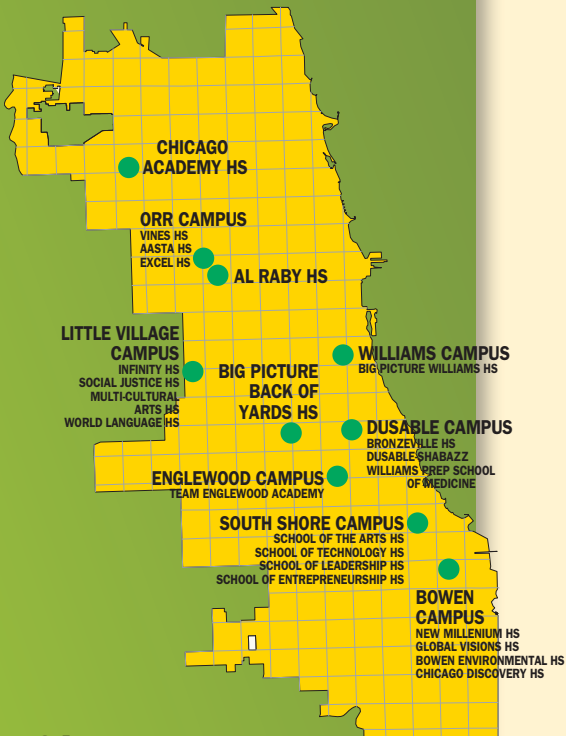 CHICAGO
ACADEMY HS
ORR CAMPUS
VINES HS
AASTA HS
EXCEL HS
AL RABY HS
LITTLE VILLAGE
CAMPUS
INFINITY HS
SOCIAL JUSTICE HS
MULTI-CULTURAL
ARTS HS
WORLD LANGUAGE HS
BIG PICTURE
BACK OF
YARDS HS
WILLIAMS CAMPUS
BIG PICTURE WILLIAMS HS
DUSABLE CAMPUS
BRONZEVILLE HS
DUSABLE-SHABAZZ
WILLIAMS PREP SCHOOL
OF MEDICINE
ENGLEWOOD CAMPUS
TEAM ENGLEWOOD ACADEMY
SOUTH SHORE CAMPUS
SCHOOL OF THE ARTS HS
SCHOOL OF TECHNOLOGY HS
SCHOOL OF LEADERSHIP HS
SCHOOL OF ENTREPRENEURSHIP HS
BOWEN
CAMPUS
NEW MILLENIUM HS
GLOBAL VISIONS HS
BOWEN ENVIRONMENTAL HS
CHICAGO DISCOVERY HS